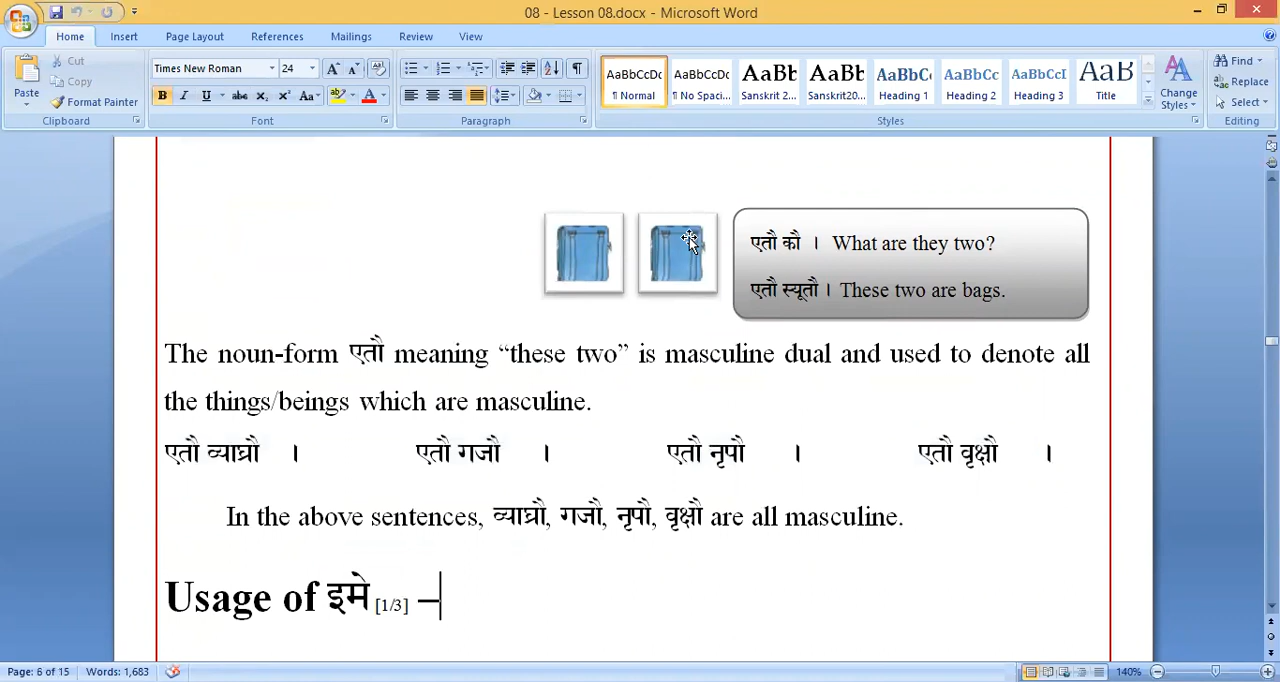 08 - Lesson 08.docx - Microsoft Word
Home Insert Page Layout References Mailings Review View
Paste
Cut
Copy
Format Painter
Clipboard
Times New Roman 24
Font
Paragraph
AaBbCcDc AaBbCcDc AaBb AaBb AaBbC AaBbCc AaBbCcI AaB
¶ Normal ¶ No Spaci... Sanskrit 2... Sanskrit20... Heading 1 Heading 2 Heading 3 Title
Change Styles
Styles
Find
Replace
Select
Editing
एतौ कौ । What are they two?
एतौ स्यूतौ । These two are bags.
The noun-form एतौ meaning “these two” is masculine dual and used to denote all
the things/beings which are masculine.
एतौ व्याघ्रौ । एतौ गजौ । एतौ नृपौ । एतौ वृक्षौ ।
In the above sentences, व्याघ्रौ, गजौ, नृपौ, वृक्षौ are all masculine.
Usage of इमे [1/3] –
Page: 6 of 15 Words: 1,683 140%